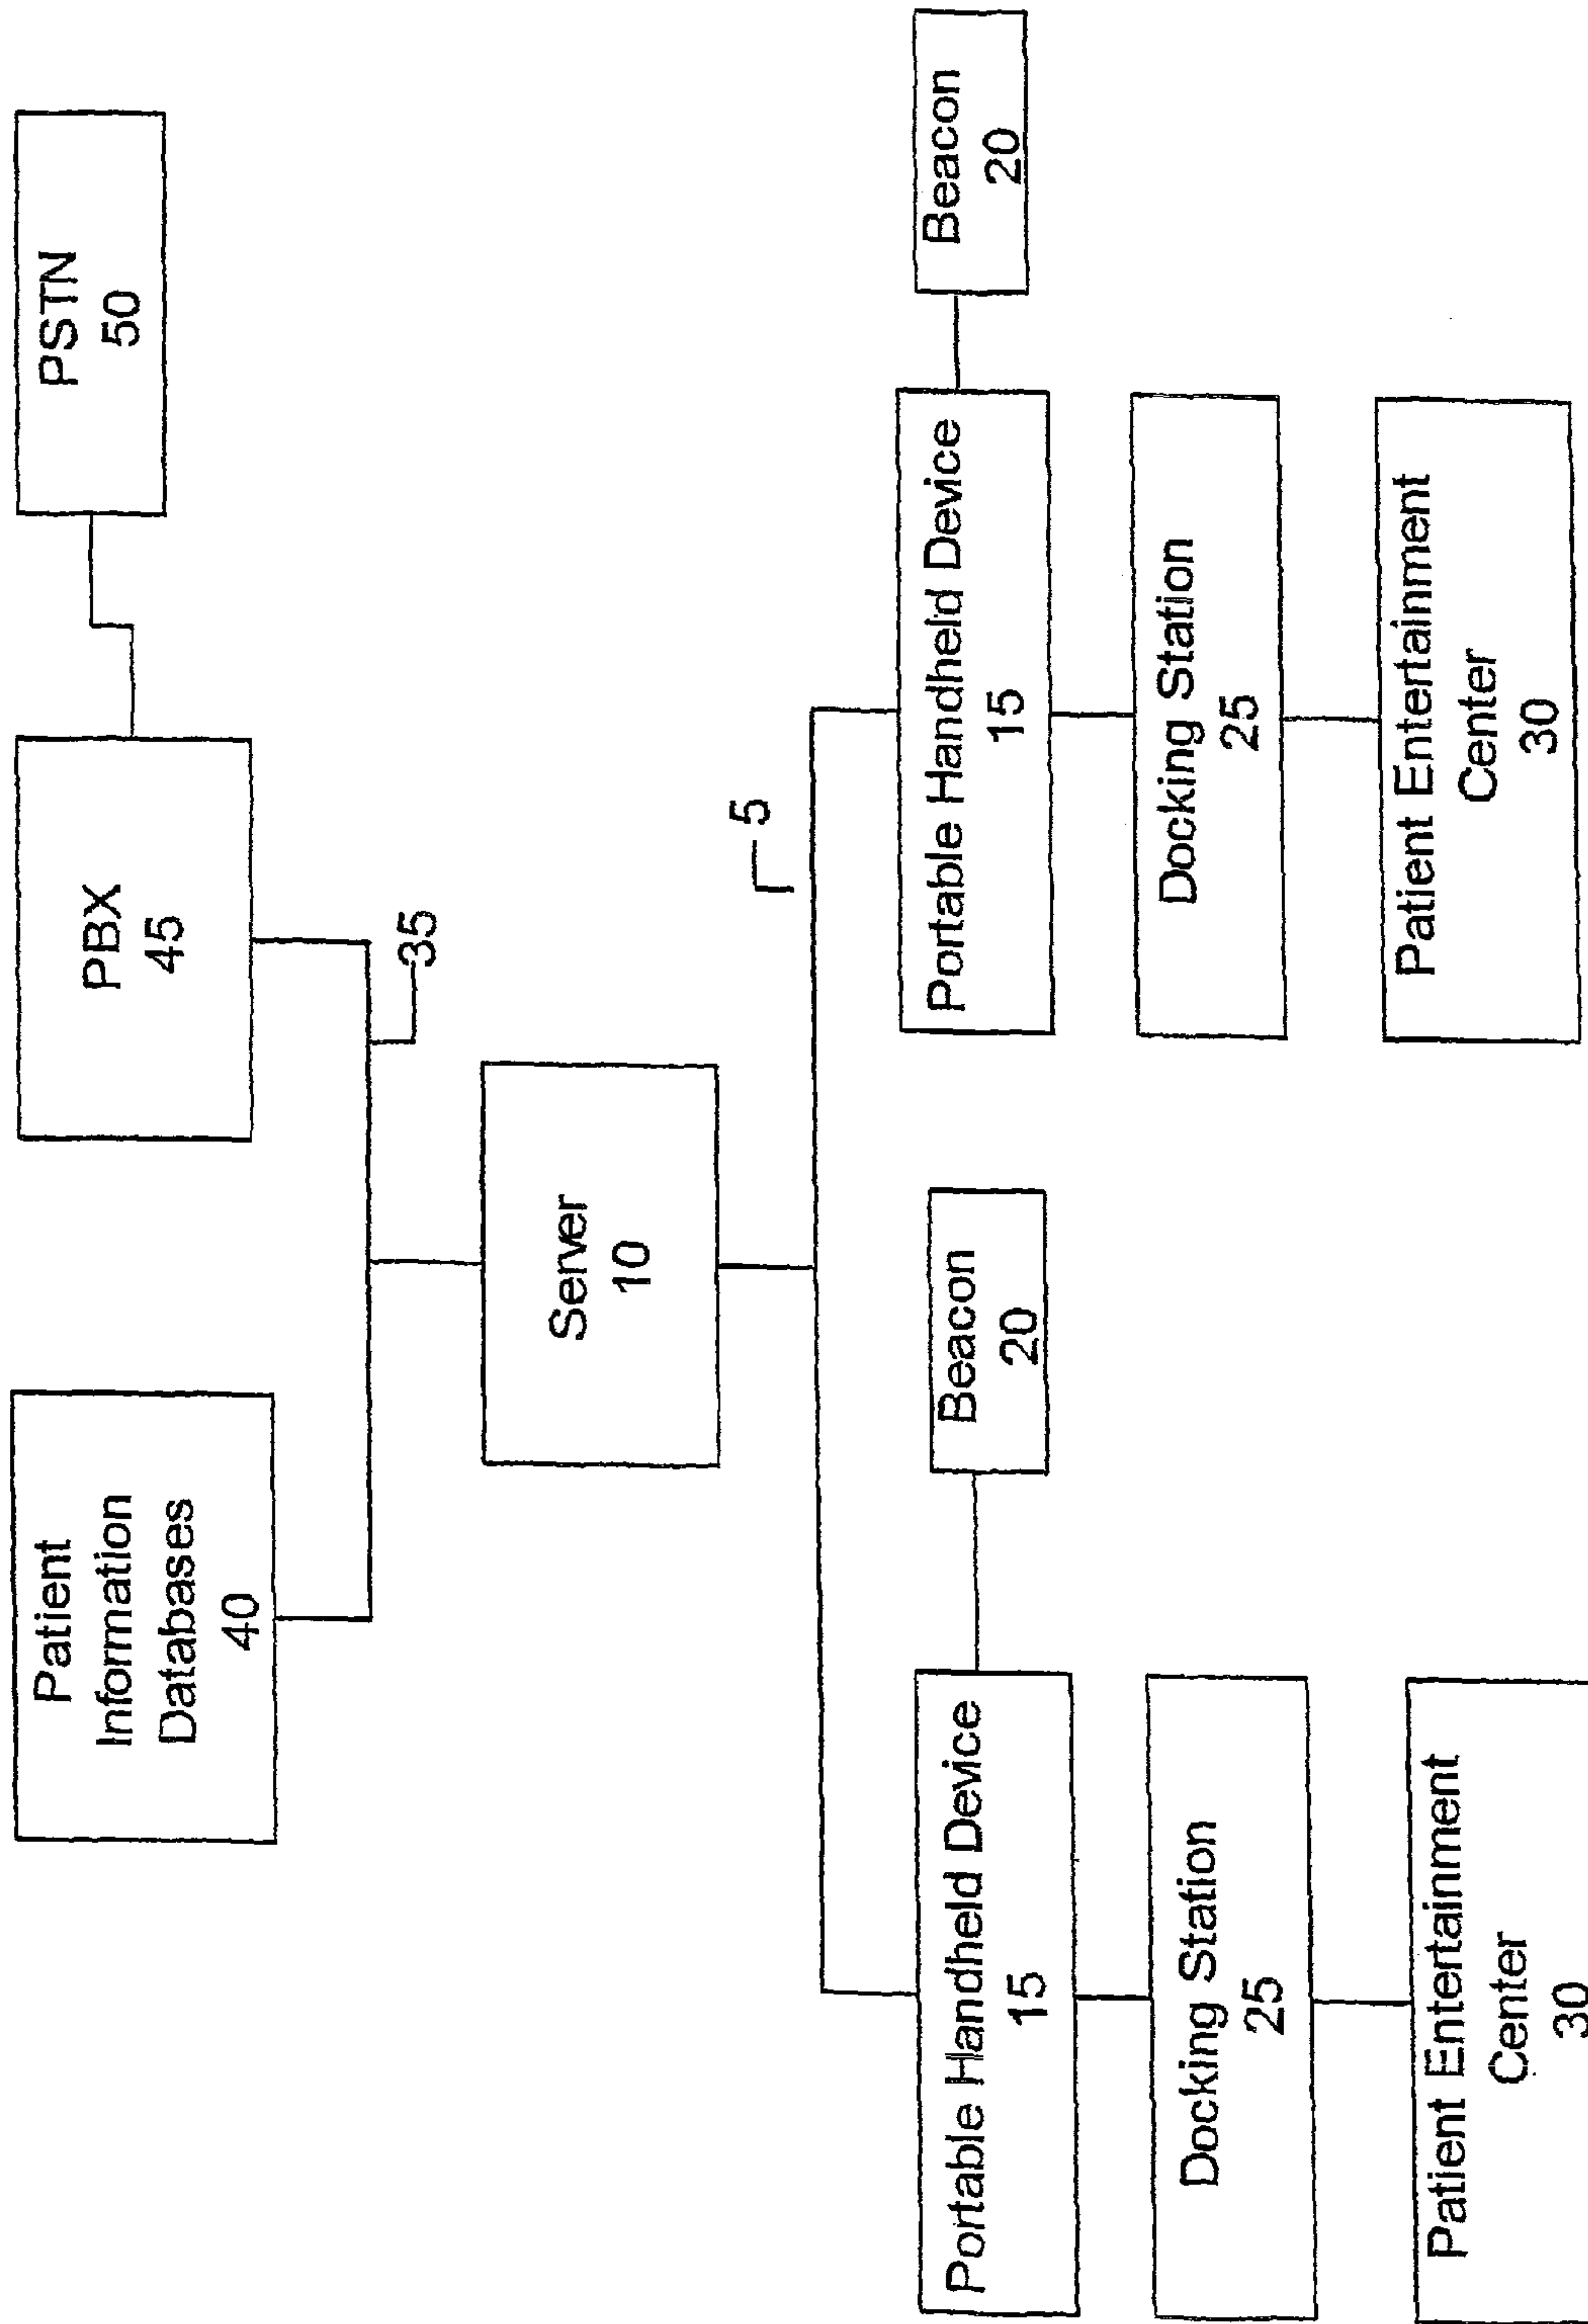 Patient
Information
Databases
40
PBX
45
PSTN
50
35
Server
10
5
Beacon
20
Beacon
20
Portable Handheld Device
15
Portable Handheld Device
15
Docking Station
25
Docking Station
25
Patient Entertainment
Center
30
Patient Entertainment
Center
30